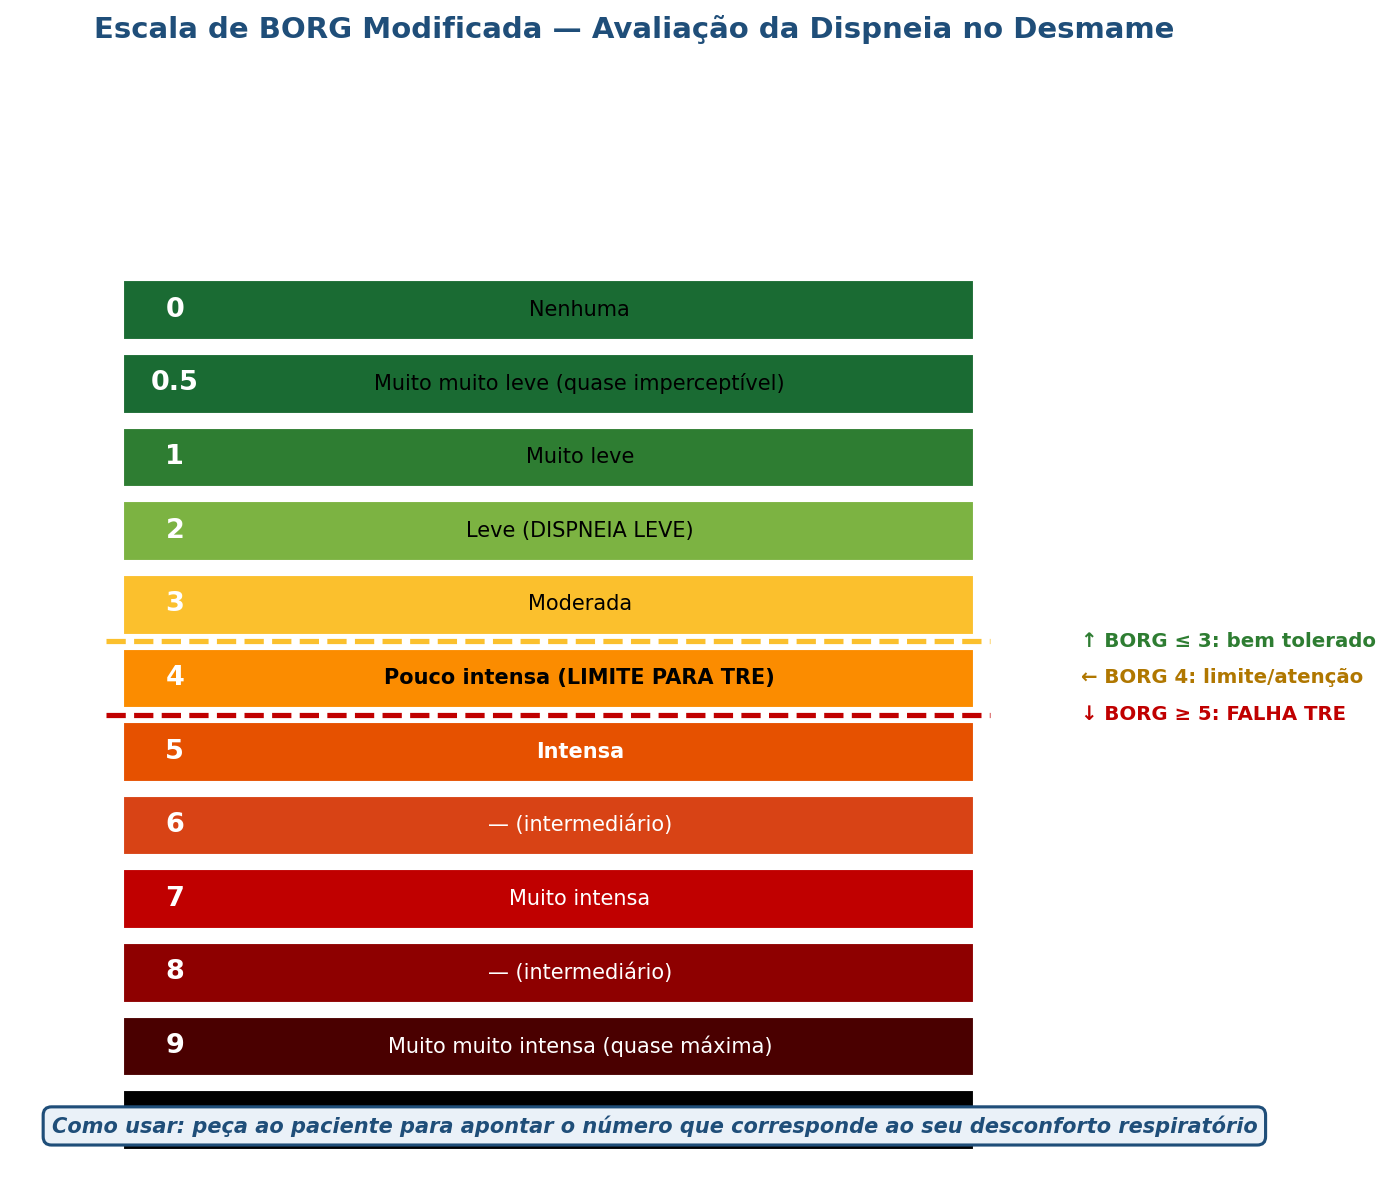 Escala de BORG Modificada — Avaliação da Dispneia no Desmame
0 Nenhuma
0.5 Muito muito leve (quase imperceptível)
1 Muito leve
2 Leve (DISPNEIA LEVE)
3 Moderada
↑ BORG ≤ 3: bem tolerado
4 Pouco intensa (LIMITE PARA TRE)
← BORG 4: limite/atenção
↓ BORG ≥ 5: FALHA TRE
5 Intensa
6 — (intermediário)
7 Muito intensa
8 — (intermediário)
9 Muito muito intensa (quase máxima)
Como usar: peça ao paciente para apontar o número que corresponde ao seu desconforto respiratório